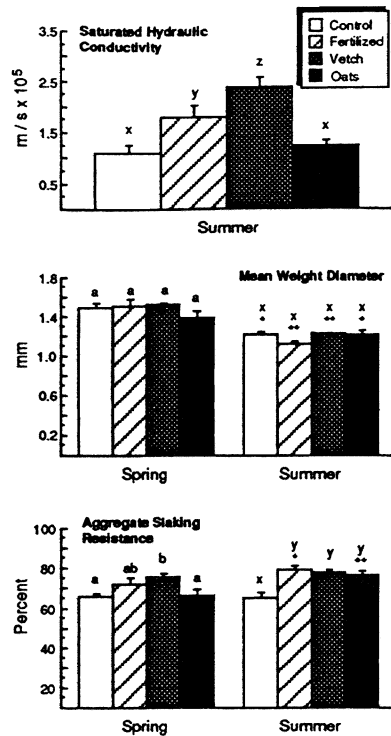 Control
Fertilized
Vetch
Oats
Saturated Hydraulic
Conductivity
m / s x 10⁵
3.5
2.5
1.5
0.5
x
y
z
x
Summer
Mean Weight Diameter
mm
1.8
1.4
1.0
0.6
0.2
a
a
a
a
x
x
x
x
*
**
**
*
Spring
Summer
Aggregate Slaking
Resistance
Percent
100
80
60
40
20
a
ab
b
a
x
y
y
y
*
**
Spring
Summer